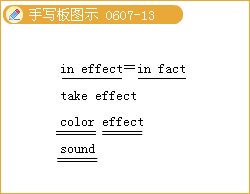 手写板图示 0607-13
in effect=in fact
take effect
color effect
sound